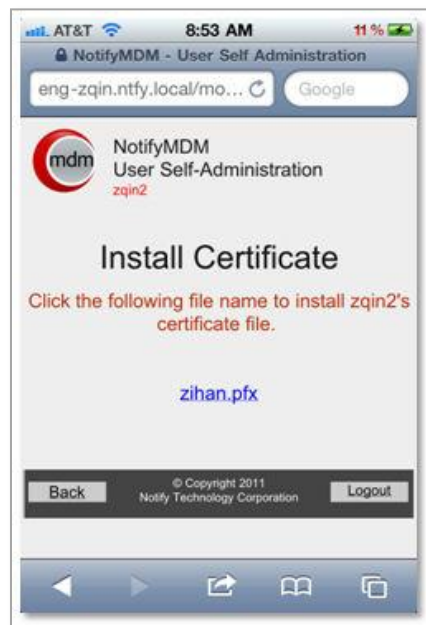 AT&T 8:53 AM 11 %
NotifyMDM - User Self Administration
eng-zqin.ntfy.local/mo... Google
mdm
NotifyMDM
User Self-Administration
zqin2
Install Certificate
Click the following file name to install zqin2's
certificate file.
zihan.pfx
Back
© Copyright 2011
Notify Technology Corporation
Logout